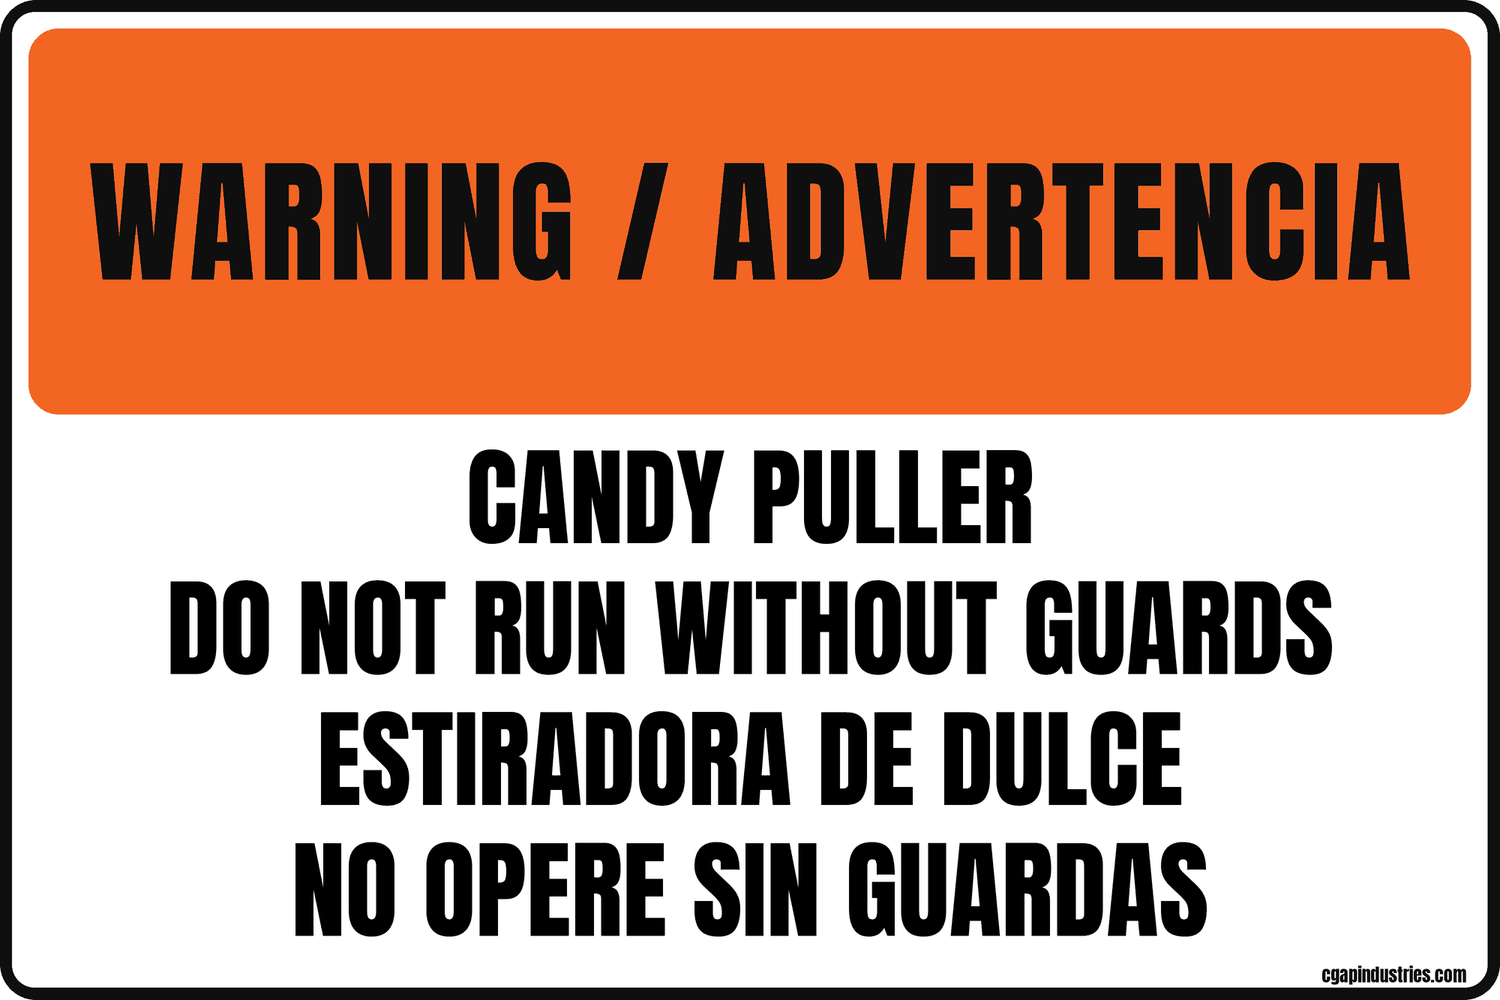 WARNING / ADVERTENCIA
CANDY PULLER
DO NOT RUN WITHOUT GUARDS
ESTIRADORA DE DULCE
NO OPERE SIN GUARDAS
cgapindustries.com